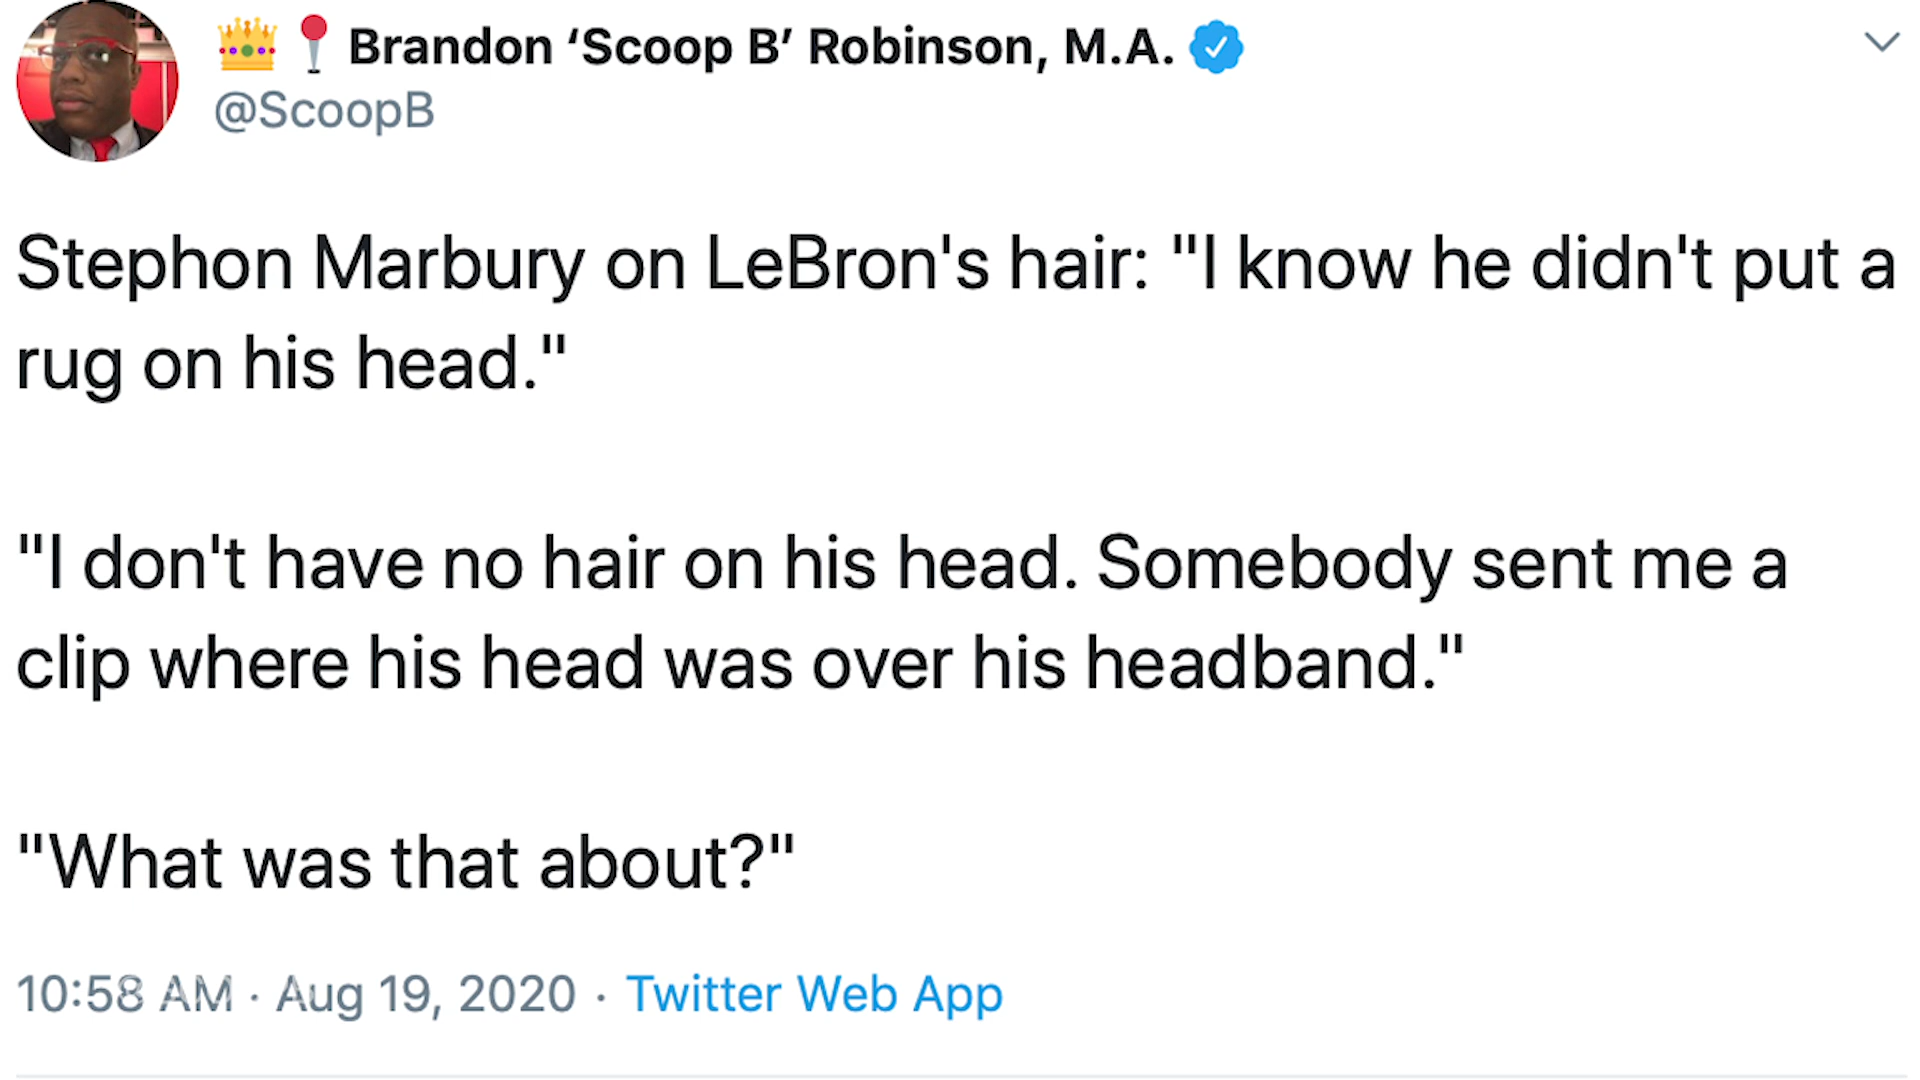 Brandon ‘Scoop B’ Robinson, M.A.
@ScoopB
Stephon Marbury on LeBron's hair: "I know he didn't put a
rug on his head."
"I don't have no hair on his head. Somebody sent me a
clip where his head was over his headband."
"What was that about?"
10:58 AM · Aug 19, 2020 · Twitter Web App